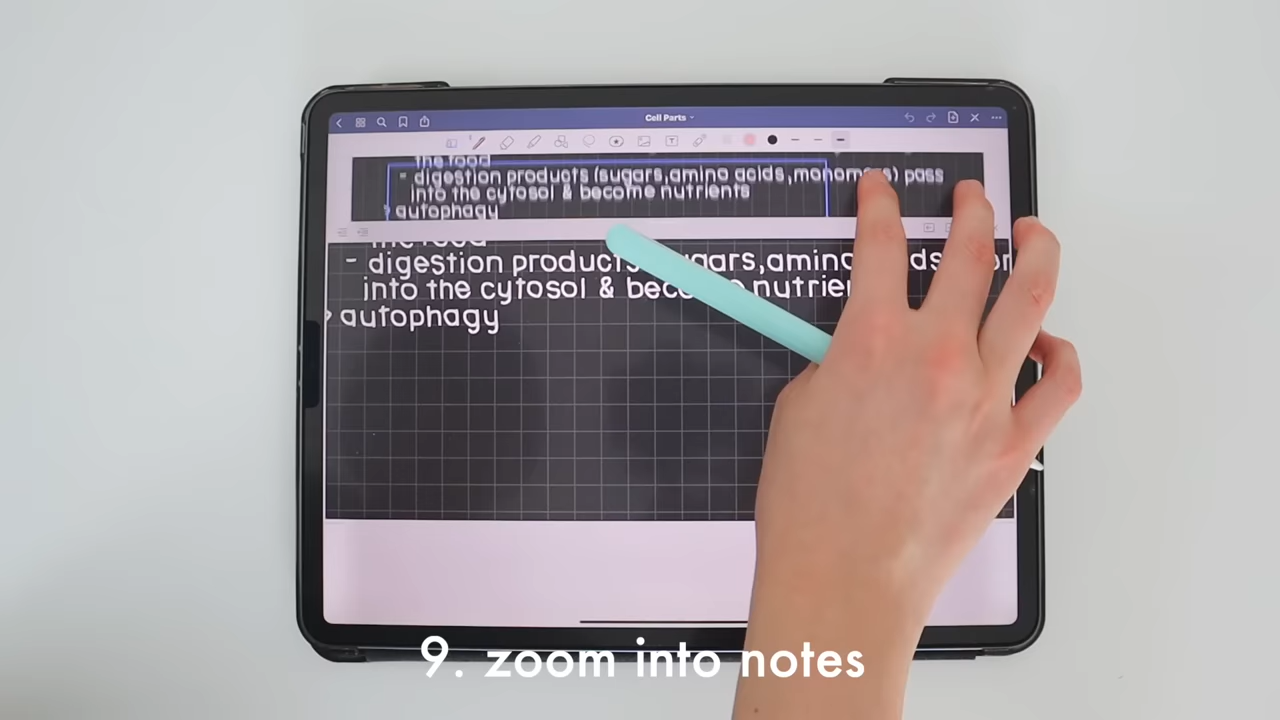 Cell Parts
the food
- digestion products (sugars,amino acids,monomers) pass
into the cytosol & become nutrients
autophagy
the food
- digestion products
into the cytosol &
autophagy
9. zoom into notes